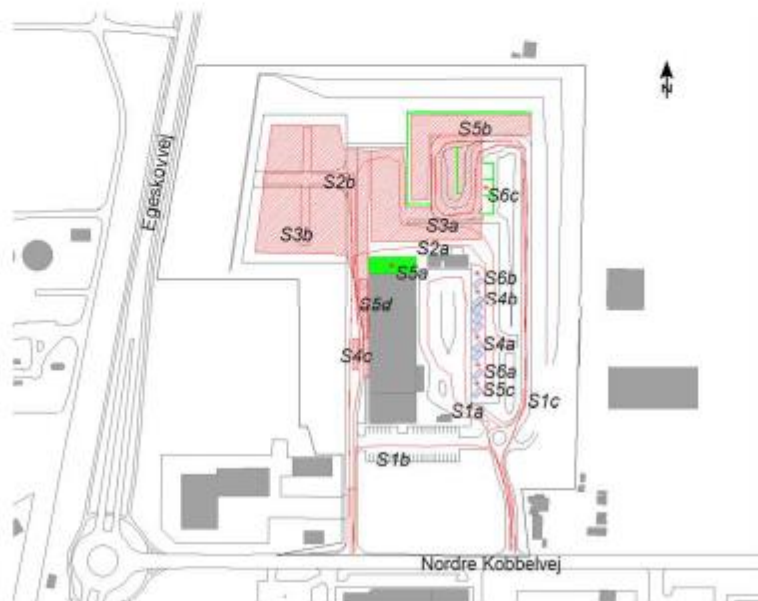 N
S5b
Egeskovvej
S2b
S6c
S3b
S3a
S2a
S5a
S6b
S4b
S5d
S4c
S4a
S6a
S5c
S1a
S1c
S1b
Nordre Kobbelvej